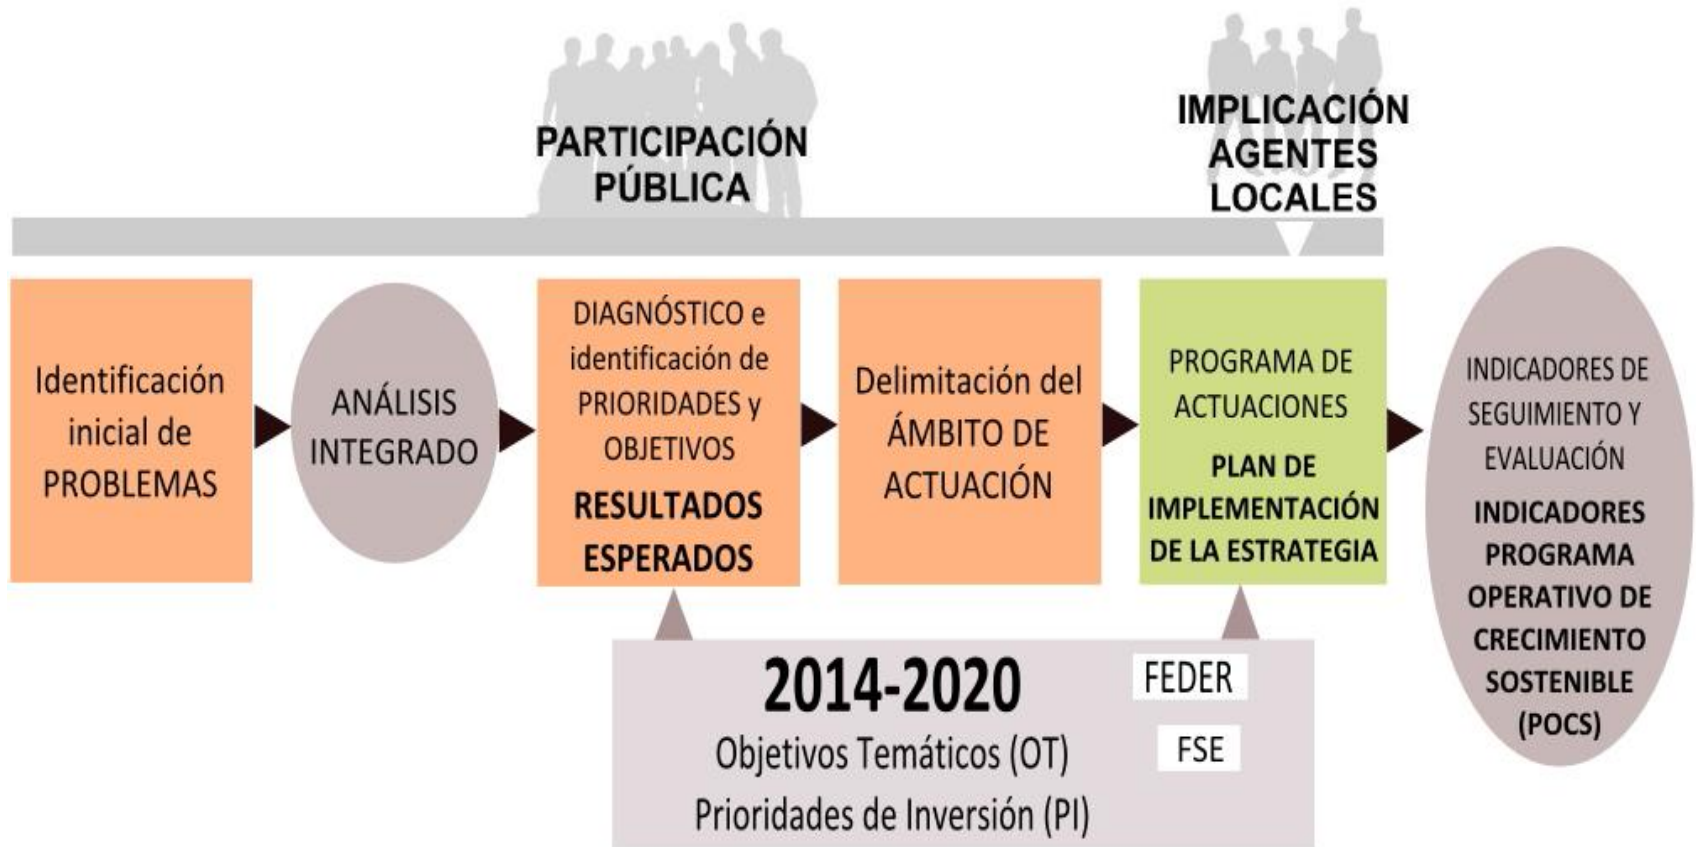 PARTICIPACIÓN
PÚBLICA
IMPLICACIÓN
AGENTES
LOCALES
Identificación
inicial de
PROBLEMAS
ANÁLISIS
INTEGRADO
DIAGNÓSTICO e
identificación de
PRIORIDADES y
OBJETIVOS
RESULTADOS
ESPERADOS
Delimitación del
ÁMBITO DE
ACTUACIÓN
PROGRAMA DE
ACTUACIONES
PLAN DE
IMPLEMENTACIÓN
DE LA ESTRATEGIA
INDICADORES DE
SEGUIMIENTO Y
EVALUACIÓN
INDICADORES
PROGRAMA
OPERATIVO DE
CRECIMIENTO
SOSTENIBLE
(POCS)
2014-2020
Objetivos Temáticos (OT)
Prioridades de Inversión (PI)
FEDER
FSE